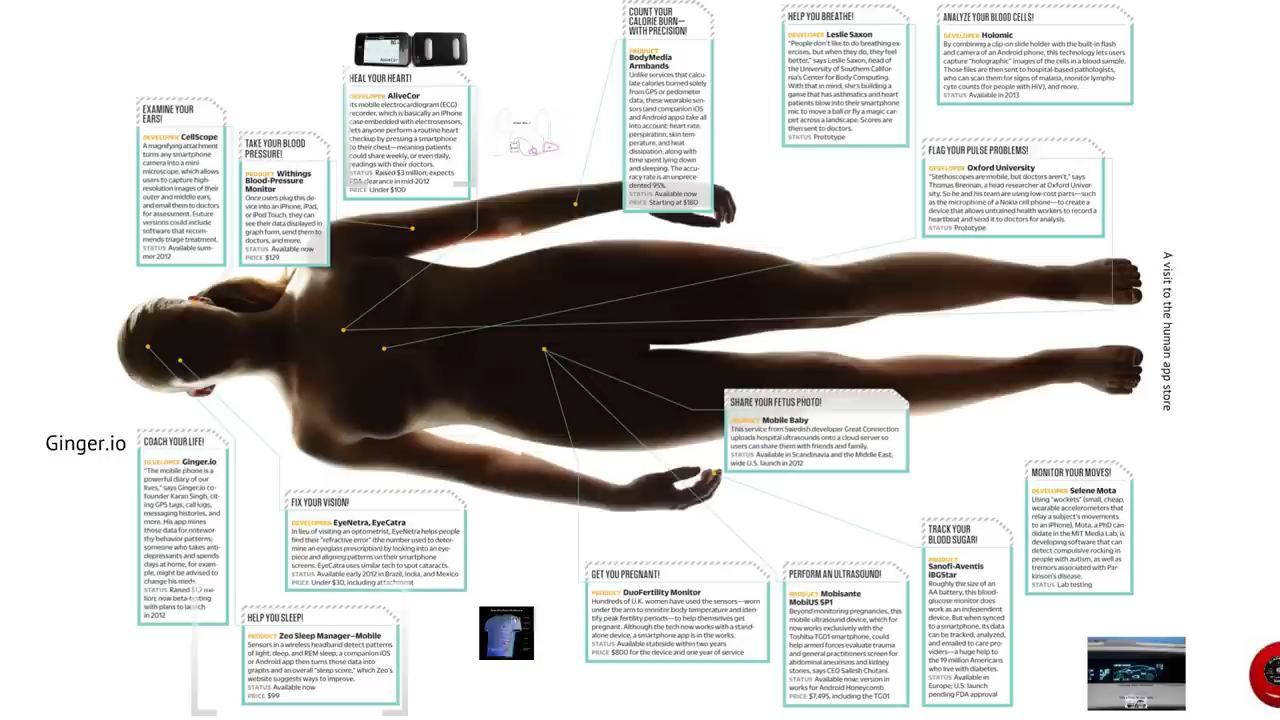 COUNT YOUR
CALORIE BURN—
WITH PRECISION!
PRODUCT
BodyMedia
Armbands
Unlike services that calcu-
late calories burned solely
from GPS or pedometer
data, these wearable sen-
sors (and companion iOS
and Android apps) take all
into account: heart rate,
perspiration, skin tem-
perature, and heat
dissipation, along with
time spent lying down
and sleeping. The accu-
racy rate is an unprece-
dented 95%.
STATUS Available now
PRICE Starting at $180
HELP YOU BREATHE!
DEVELOPER Leslie Saxon
"People don't like to do breathing ex-
ercises, but when they do, they feel
better," says Leslie Saxon, head of
the University of Southern Califor-
nia's Center for Body Computing.
With that in mind, she's building a
game that has asthmatics and heart
patients blow into their smartphone
mic to move a ball or fly a magic car-
pet across a landscape. Scores are
then sent to doctors.
STATUS Prototype
ANALYZE YOUR BLOOD CELLS!
DEVELOPER Holomic
By combining a clip-on slide holder with the built-in flash
and camera of an Android phone, this technology lets users
capture "holographic" images of the cells in a blood sample.
Those files are then sent to hospital-based pathologists,
who can scan them for signs of malaria, monitor lympho-
cyte counts (for people with HIV), and more.
STATUS Available in 2013
HEAL YOUR HEART!
DEVELOPER AliveCor
Its mobile electrocardiogram (ECG)
recorder, which is basically an iPhone
case embedded with electrosensors,
lets anyone perform a routine heart
checkup by pressing a smartphone
to their chest—meaning patients
could share weekly, or even daily,
readings with their doctors.
STATUS Raised $3 million; expects
FDA clearance in mid-2012
PRICE Under $100
EXAMINE YOUR
EARS!
DEVELOPER CellScope
A magnifying attachment
turns any smartphone
camera into a mini-
microscope, which allows
users to capture high-
resolution images of their
outer and middle ears,
and email them to doctors
for assessment. Future
versions could include
software that recom-
mends triage treatment.
STATUS Available sum-
mer 2012
TAKE YOUR BLOOD
PRESSURE!
PRODUCT Withings
Blood-Pressure
Monitor
Once users plug this de-
vice into an iPhone, iPad,
or iPod Touch, they can
see their data displayed in
graph form, send them to
doctors, and more.
STATUS Available now
PRICE $129
FLAG YOUR PULSE PROBLEMS!
DEVELOPER Oxford University
"Stethoscopes are mobile, but doctors aren't," says
Thomas Brennan, a head researcher at Oxford Univer-
sity. So he and his team are using low-cost parts—such
as the microphone of a Nokia cell phone—to create a
device that allows untrained health workers to record a
heartbeat and send it to doctors for analysis.
STATUS Prototype
A visit to the human app store
SHARE YOUR FETUS PHOTO!
PRODUCT Mobile Baby
This service from Swedish developer Great Connection
uploads hospital ultrasounds onto a cloud server so
users can share them with friends and family.
STATUS Available in Scandinavia and the Middle East;
wide U.S. launch in 2012
Ginger.io
COACH YOUR LIFE!
DEVELOPER Ginger.io
"The mobile phone is a
powerful diary of our
lives," says Ginger.io co-
founder Karan Singh, cit-
ing GPS tags, call logs,
messaging histories, and
more. His app mines
those data for notewor-
thy behavior patterns;
someone who takes anti-
depressants and spends
days at home, for exam-
ple, might be advised to
change his meds
STATUS Raised $1.7 mil-
lion; now beta-testing
with plans to launch
in 2012
FIX YOUR VISION!
DEVELOPERS EyeNetra, EyeCatra
In lieu of visiting an optometrist, EyeNetra helps people
find their "refractive error" (the number used to deter-
mine an eyeglass prescription) by looking into an eye-
piece and aligning patterns on their smartphone
screens. EyeCatra uses similar tech to spot cataracts.
STATUS Available early 2012 in Brazil, India, and Mexico
PRICE Under $30, including attachment
HELP YOU SLEEP!
PRODUCT Zeo Sleep Manager–Mobile
Sensors in a wireless headband detect patterns
of light, deep, and REM sleep; a companion iOS
or Android app then turns those data into
graphs and an overall "sleep score," which Zeo's
website suggests ways to improve.
STATUS Available now
PRICE $99
GET YOU PREGNANT!
PRODUCT DuoFertility Monitor
Hundreds of U.K. women have used the sensors—worn
under the arm to monitor body temperature and iden-
tify peak fertility periods—to help themselves get
pregnant. Although the tech now works with a stand-
alone device, a smartphone app is in the works.
STATUS Available stateside within two years
PRICE $800 for the device and one year of service
PERFORM AN ULTRASOUND!
PRODUCT Mobisante
MobiUS SP1
Beyond monitoring pregnancies, this
mobile ultrasound device, which for
now works exclusively with the
Toshiba TG01 smartphone, could
help armed forces evaluate trauma
and general practitioners screen for
abdominal aneurisms and kidney
stones, says CEO Sailesh Chutani.
STATUS Available now; version in
works for Android Honeycomb
PRICE $7,495, including the TG01
TRACK YOUR
BLOOD SUGAR!
PRODUCT
Sanofi-Aventis
iBGStar
Roughly the size of an
AA battery, this blood-
glucose monitor does
work as an independent
device. But when synced
to a smartphone, its data
can be tracked, analyzed,
and emailed to care pro-
viders—a huge help to
the 19 million Americans
who live with diabetes.
STATUS Available in
Europe; U.S. launch
pending FDA approval
MONITOR YOUR MOVES!
DEVELOPER Selene Mota
Using "wockets" (small, cheap,
wearable accelerometers that
relay a subject's movements
to an iPhone), Mota, a PhD can-
didate in the MIT Media Lab, is
developing software that can
detect compulsive rocking in
people with autism, as well as
tremors associated with Par-
kinson's disease.
STATUS Lab testing